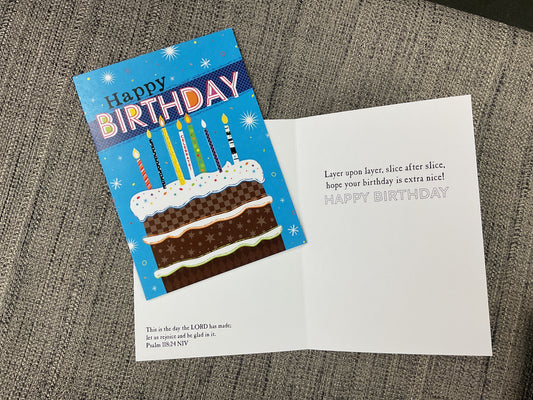 Happy
BIRTHDAY
Layer upon layer, slice after slice,
hope your birthday is extra nice!
HAPPY BIRTHDAY
This is the day the LORD has made;
let us rejoice and be glad in it.
Psalm 118:24 NIV